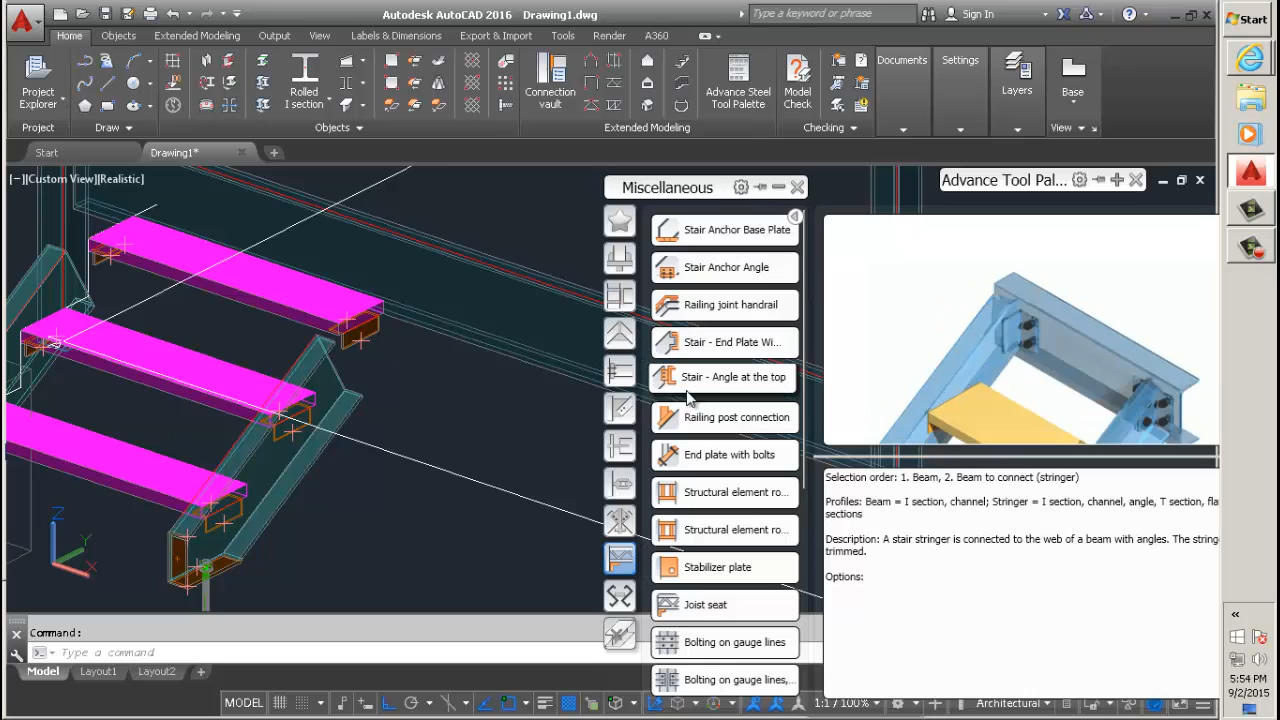 Autodesk AutoCAD 2016 Drawing1.dwg
Type a keyword or phrase
Sign In
Start
Home
Objects
Extended Modeling
Output
View
Labels & Dimensions
Export & Import
Tools
Render
A360
Project
Explorer
Rolled
I section
Connection
vault
Advance Steel
Tool Palette
Model
Check
Documents
Settings
Layers
Base
Project
Draw
Objects
Extended Modeling
Checking
View
Start
Drawing1*
[−][Custom View][Realistic]
Miscellaneous
Advance Tool Pal...
Stair Anchor Base Plate
Stair Anchor Angle
Railing joint handrail
Stair - End Plate Wi...
Stair - Angle at the top
Railing post connection
End plate with bolts
Structural element ro...
Structural element ro...
Stabilizer plate
Joist seat
Bolting on gauge lines
Bolting on gauge lines,...
Selection order: 1. Beam, 2. Beam to connect (stringer)
Profiles: Beam = I section, channel; Stringer = I section, channel, angle, T section, fla
sections
Description: A stair stringer is connected to the web of a beam with angles. The string
trimmed.
Options:
Z
Y
X
Command:
Type a command
Model
Layout1
Layout2
MODEL
1:1 / 100%
Architectural
5:54 PM
9/2/2015